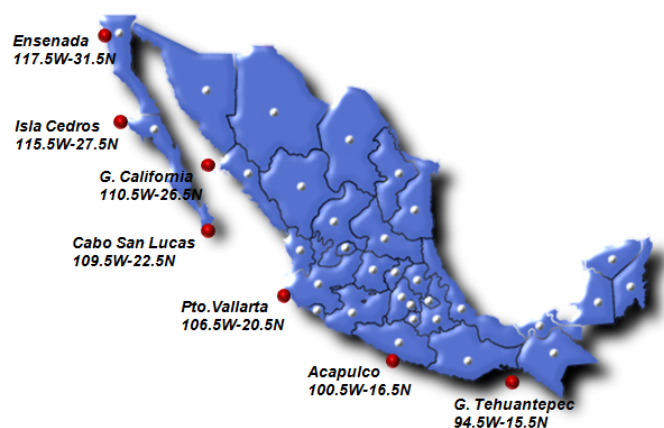 Ensenada
117.5W-31.5N
Isla Cedros
115.5W-27.5N
G. California
110.5W-26.5N
Cabo San Lucas
109.5W-22.5N
Pto.Vallarta
106.5W-20.5N
Acapulco
100.5W-16.5N
G. Tehuantepec
94.5W-15.5N